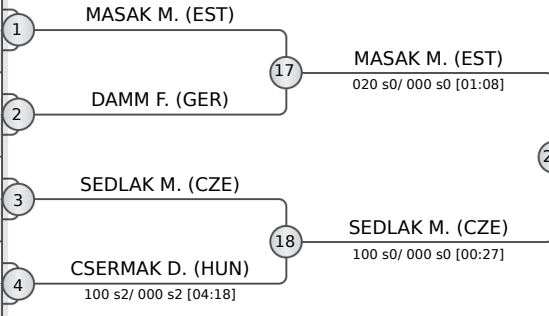 MASAK M. (EST)
1
17
MASAK M. (EST)
020 s0/ 000 s0 [01:08]
DAMM F. (GER)
2
SEDLAK M. (CZE)
3
18
SEDLAK M. (CZE)
100 s0/ 000 s0 [00:27]
CSERMAK D. (HUN)
4
100 s2/ 000 s2 [04:18]